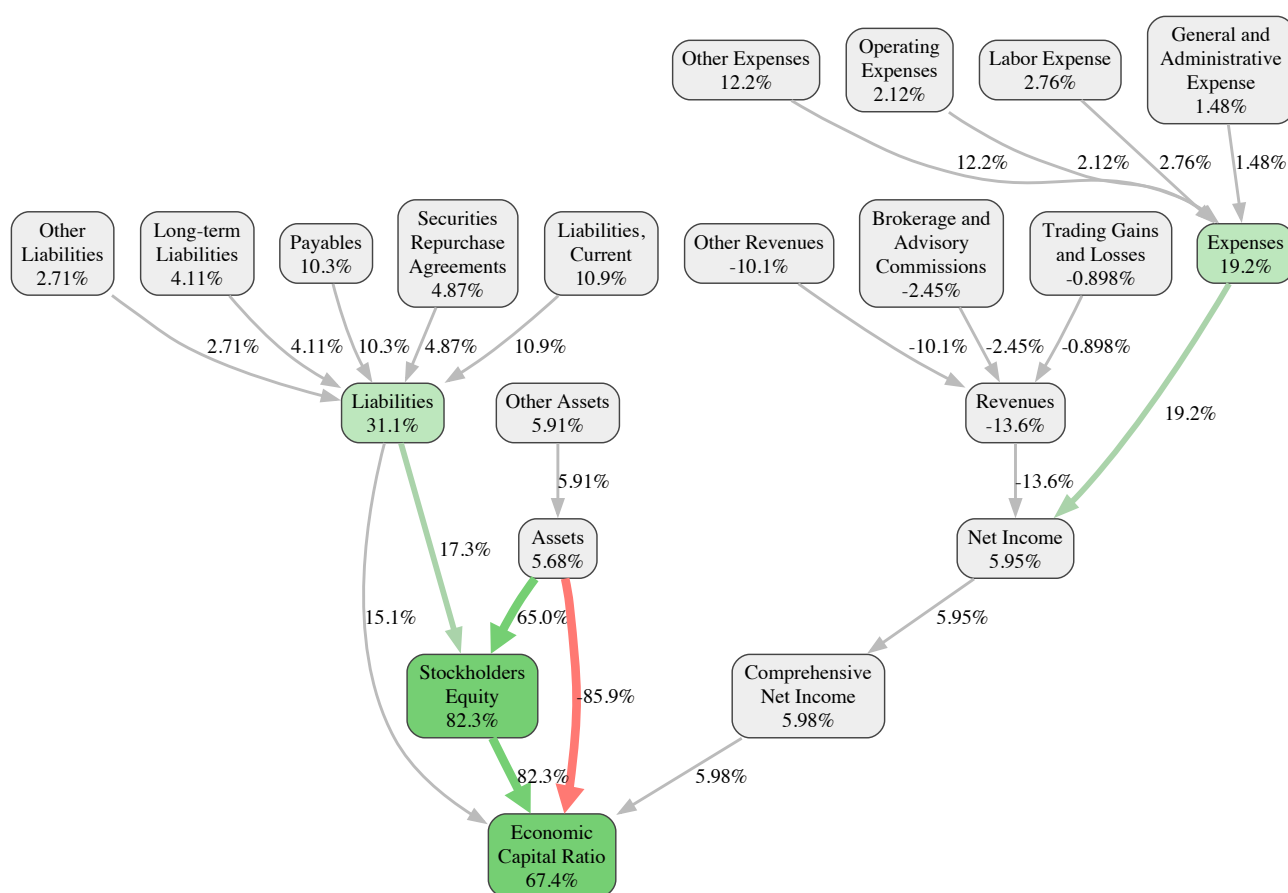 General and
Administrative
Expense
1.48%
Operating
Expenses
2.12%
Other Expenses
12.2%
Labor Expense
2.76%
12.2%
2.12%
2.76%
1.48%
Other
Liabilities
2.71%
Long-term
Liabilities
4.11%
Payables
10.3%
Securities
Repurchase
Agreements
4.87%
Liabilities,
Current
10.9%
Other Revenues
-10.1%
Brokerage and
Advisory
Commissions
-2.45%
Trading Gains
and Losses
-0.898%
Expenses
19.2%
2.71%
4.11%
10.3%
4.87%
10.9%
-10.1%
-2.45%
-0.898%
Liabilities
31.1%
Other Assets
5.91%
Revenues
-13.6%
19.2%
5.91%
-13.6%
Assets
5.68%
Net Income
5.95%
17.3%
15.1%
65.0%
5.95%
Stockholders
Equity
82.3%
-85.9%
Comprehensive
Net Income
5.98%
82.3%
5.98%
Economic
Capital Ratio
67.4%